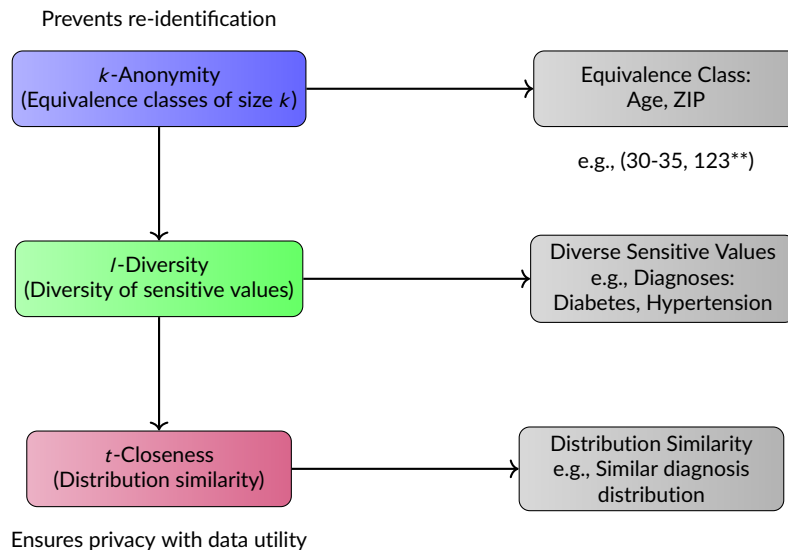 Prevents re-identification
k-Anonymity
(Equivalence classes of size k)
Equivalence Class:
Age, ZIP
e.g., (30-35, 123**)
l-Diversity
(Diversity of sensitive values)
Diverse Sensitive Values
e.g., Diagnoses:
Diabetes, Hypertension
t-Closeness
(Distribution similarity)
Distribution Similarity
e.g., Similar diagnosis
distribution
Ensures privacy with data utility